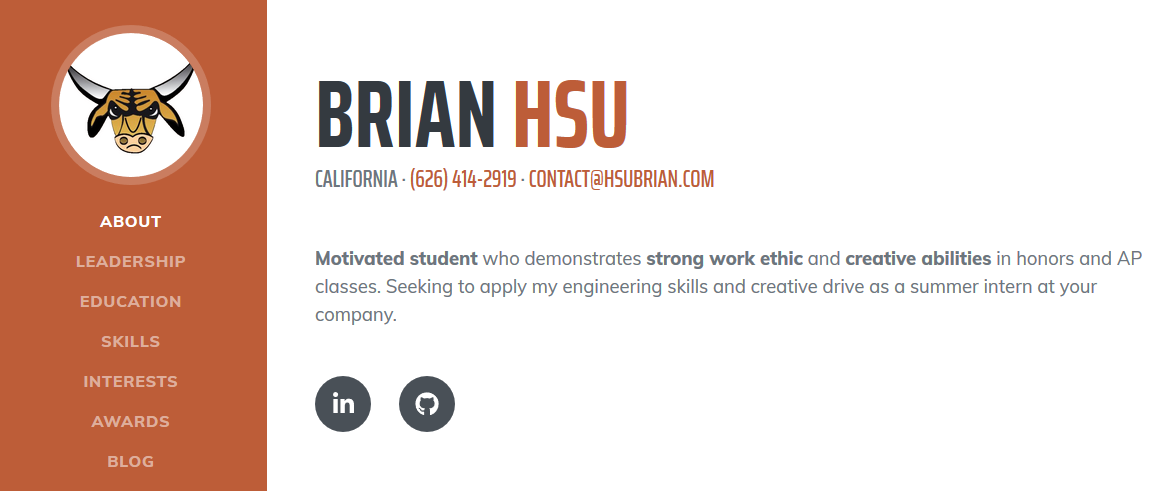 ABOUT
LEADERSHIP
EDUCATION
SKILLS
INTERESTS
AWARDS
BLOG
BRIAN HSU
CALIFORNIA · (626) 414-2919 · CONTACT@HSUBRIAN.COM
Motivated student who demonstrates strong work ethic and creative abilities in honors and AP
classes. Seeking to apply my engineering skills and creative drive as a summer intern at your
company.
in